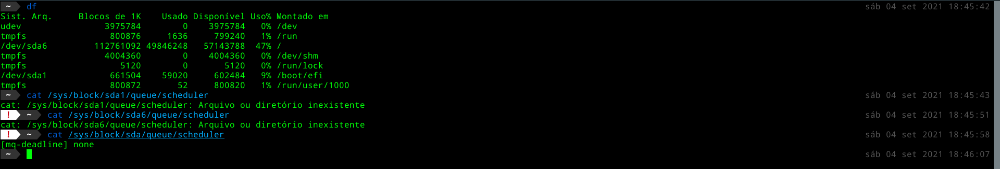 ~ df sáb 04 set 2021 18:45:42
Sist. Arq. Blocos de 1K Usado Disponível Uso% Montado em
udev 3975784 0 3975784 0% /dev
tmpfs 800876 1636 799240 1% /run
/dev/sda6 112761092 49846248 57143788 47% /
tmpfs 4004360 0 4004360 0% /dev/shm
tmpfs 5120 0 5120 0% /run/lock
/dev/sda1 661504 59020 602484 9% /boot/efi
tmpfs 800872 52 800820 1% /run/user/1000
~ cat /sys/block/sda1/queue/scheduler sáb 04 set 2021 18:45:43
cat: /sys/block/sda1/queue/scheduler: Arquivo ou diretório inexistente
! ~ cat /sys/block/sda6/queue/scheduler sáb 04 set 2021 18:45:51
cat: /sys/block/sda6/queue/scheduler: Arquivo ou diretório inexistente
! ~ cat /sys/block/sda/queue/scheduler sáb 04 set 2021 18:45:58
[mq-deadline] none
~ sáb 04 set 2021 18:46:07